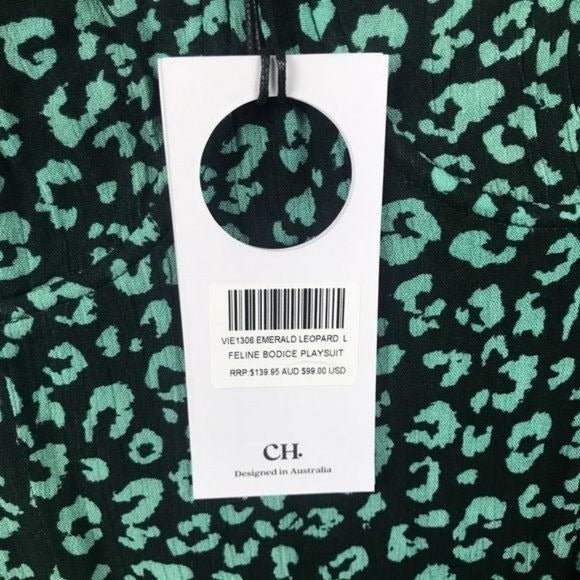 VIE1306 EMERALD LEOPARD L
FELINE BODICE PLAYSUIT
RRP:$139.95 AUD $99.00 USD
CH.
Designed in Australia